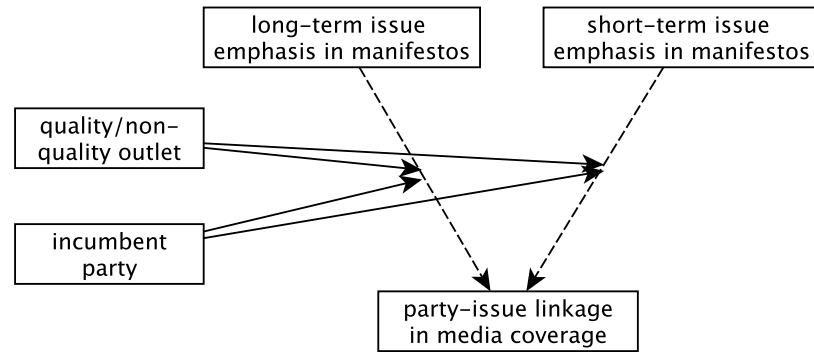 long-term issue
emphasis in manifestos
short-term issue
emphasis in manifestos
quality/non-
quality outlet
incumbent
party
party-issue linkage
in media coverage